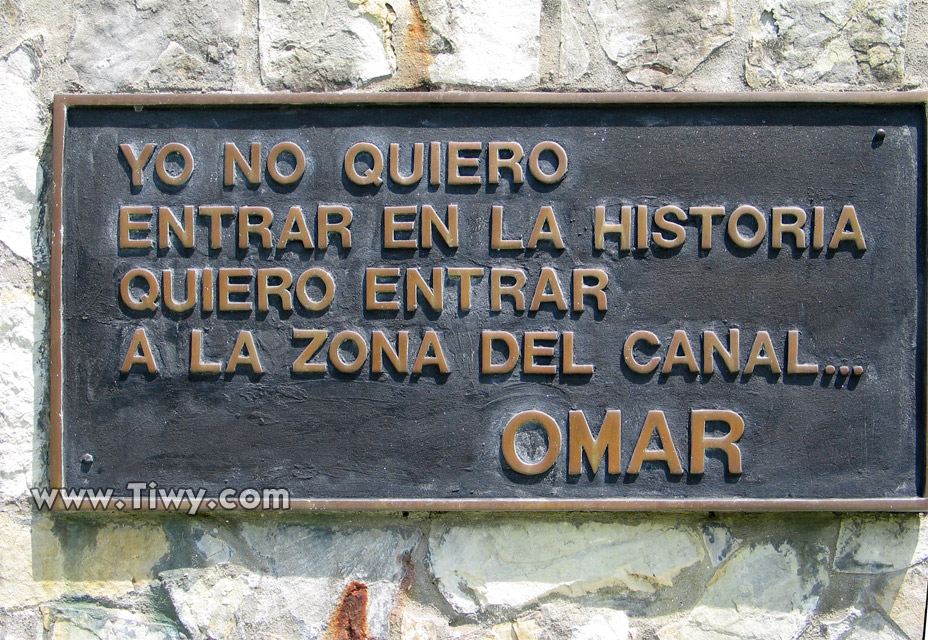 YO NO QUIERO
ENTRAR EN LA HISTORIA
QUIERO ENTRAR
A LA ZONA DEL CANAL...
OMAR
www.Tiwy.com